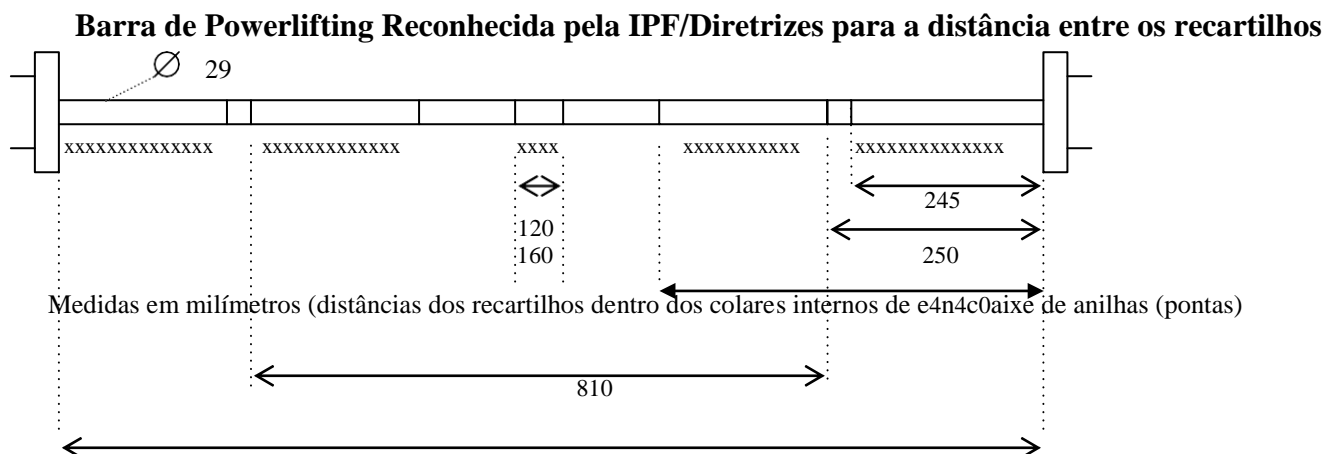 Barra de Powerlifting Reconhecida pela IPF/Diretrizes para a distância entre os recartilhos
29
xxxxxxxxxxxxxx xxxxxxxxxxxxx xxxx xxxxxxxxxxx xxxxxxxxxxxxxx
245
120
160 250
Medidas em milímetros (distâncias dos recartilhos dentro dos colares internos de e4n4c0aixe de anilhas (pontas)
810